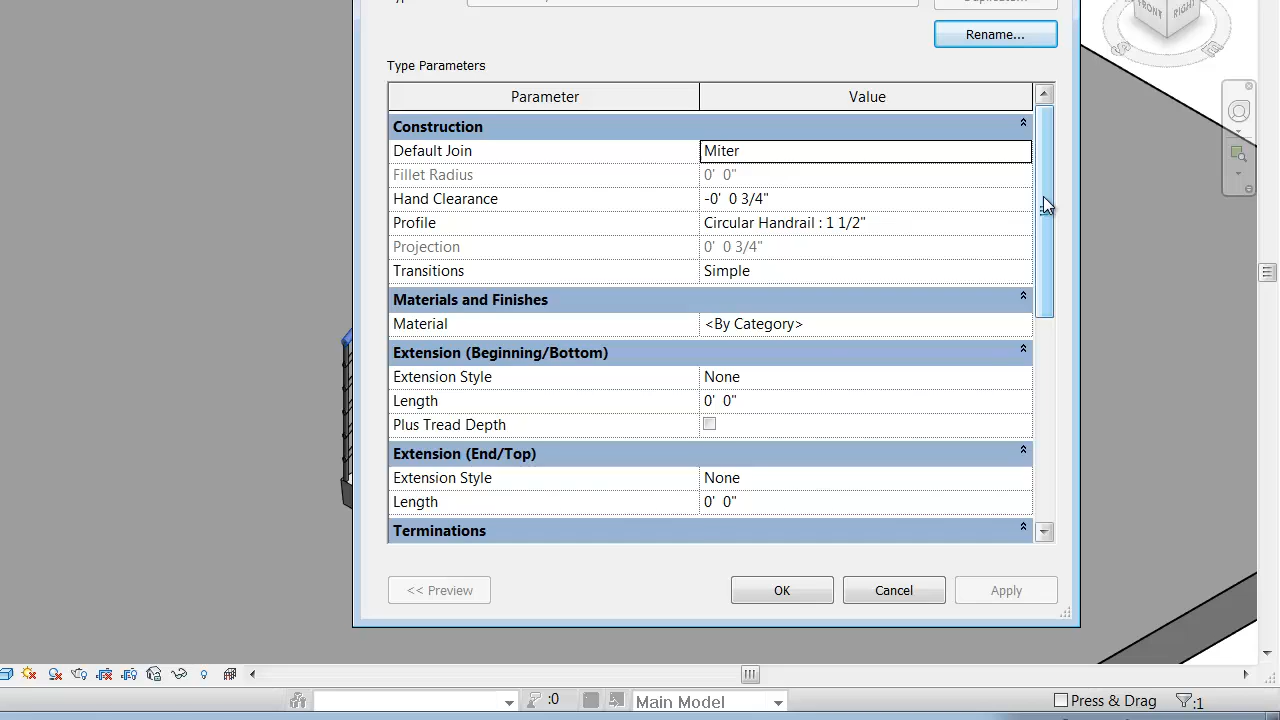 FRONT RIGHT
Rename...
Type Parameters
Parameter Value
Construction
Default Join Miter
Fillet Radius 0' 0"
Hand Clearance -0' 0 3/4"
Profile Circular Handrail : 1 1/2"
Projection 0' 0 3/4"
Transitions Simple
Materials and Finishes
Material <By Category>
Extension (Beginning/Bottom)
Extension Style None
Length 0' 0"
Plus Tread Depth
Extension (End/Top)
Extension Style None
Length 0' 0"
Terminations
<< Preview OK Cancel Apply
:0 Main Model Press & Drag :1